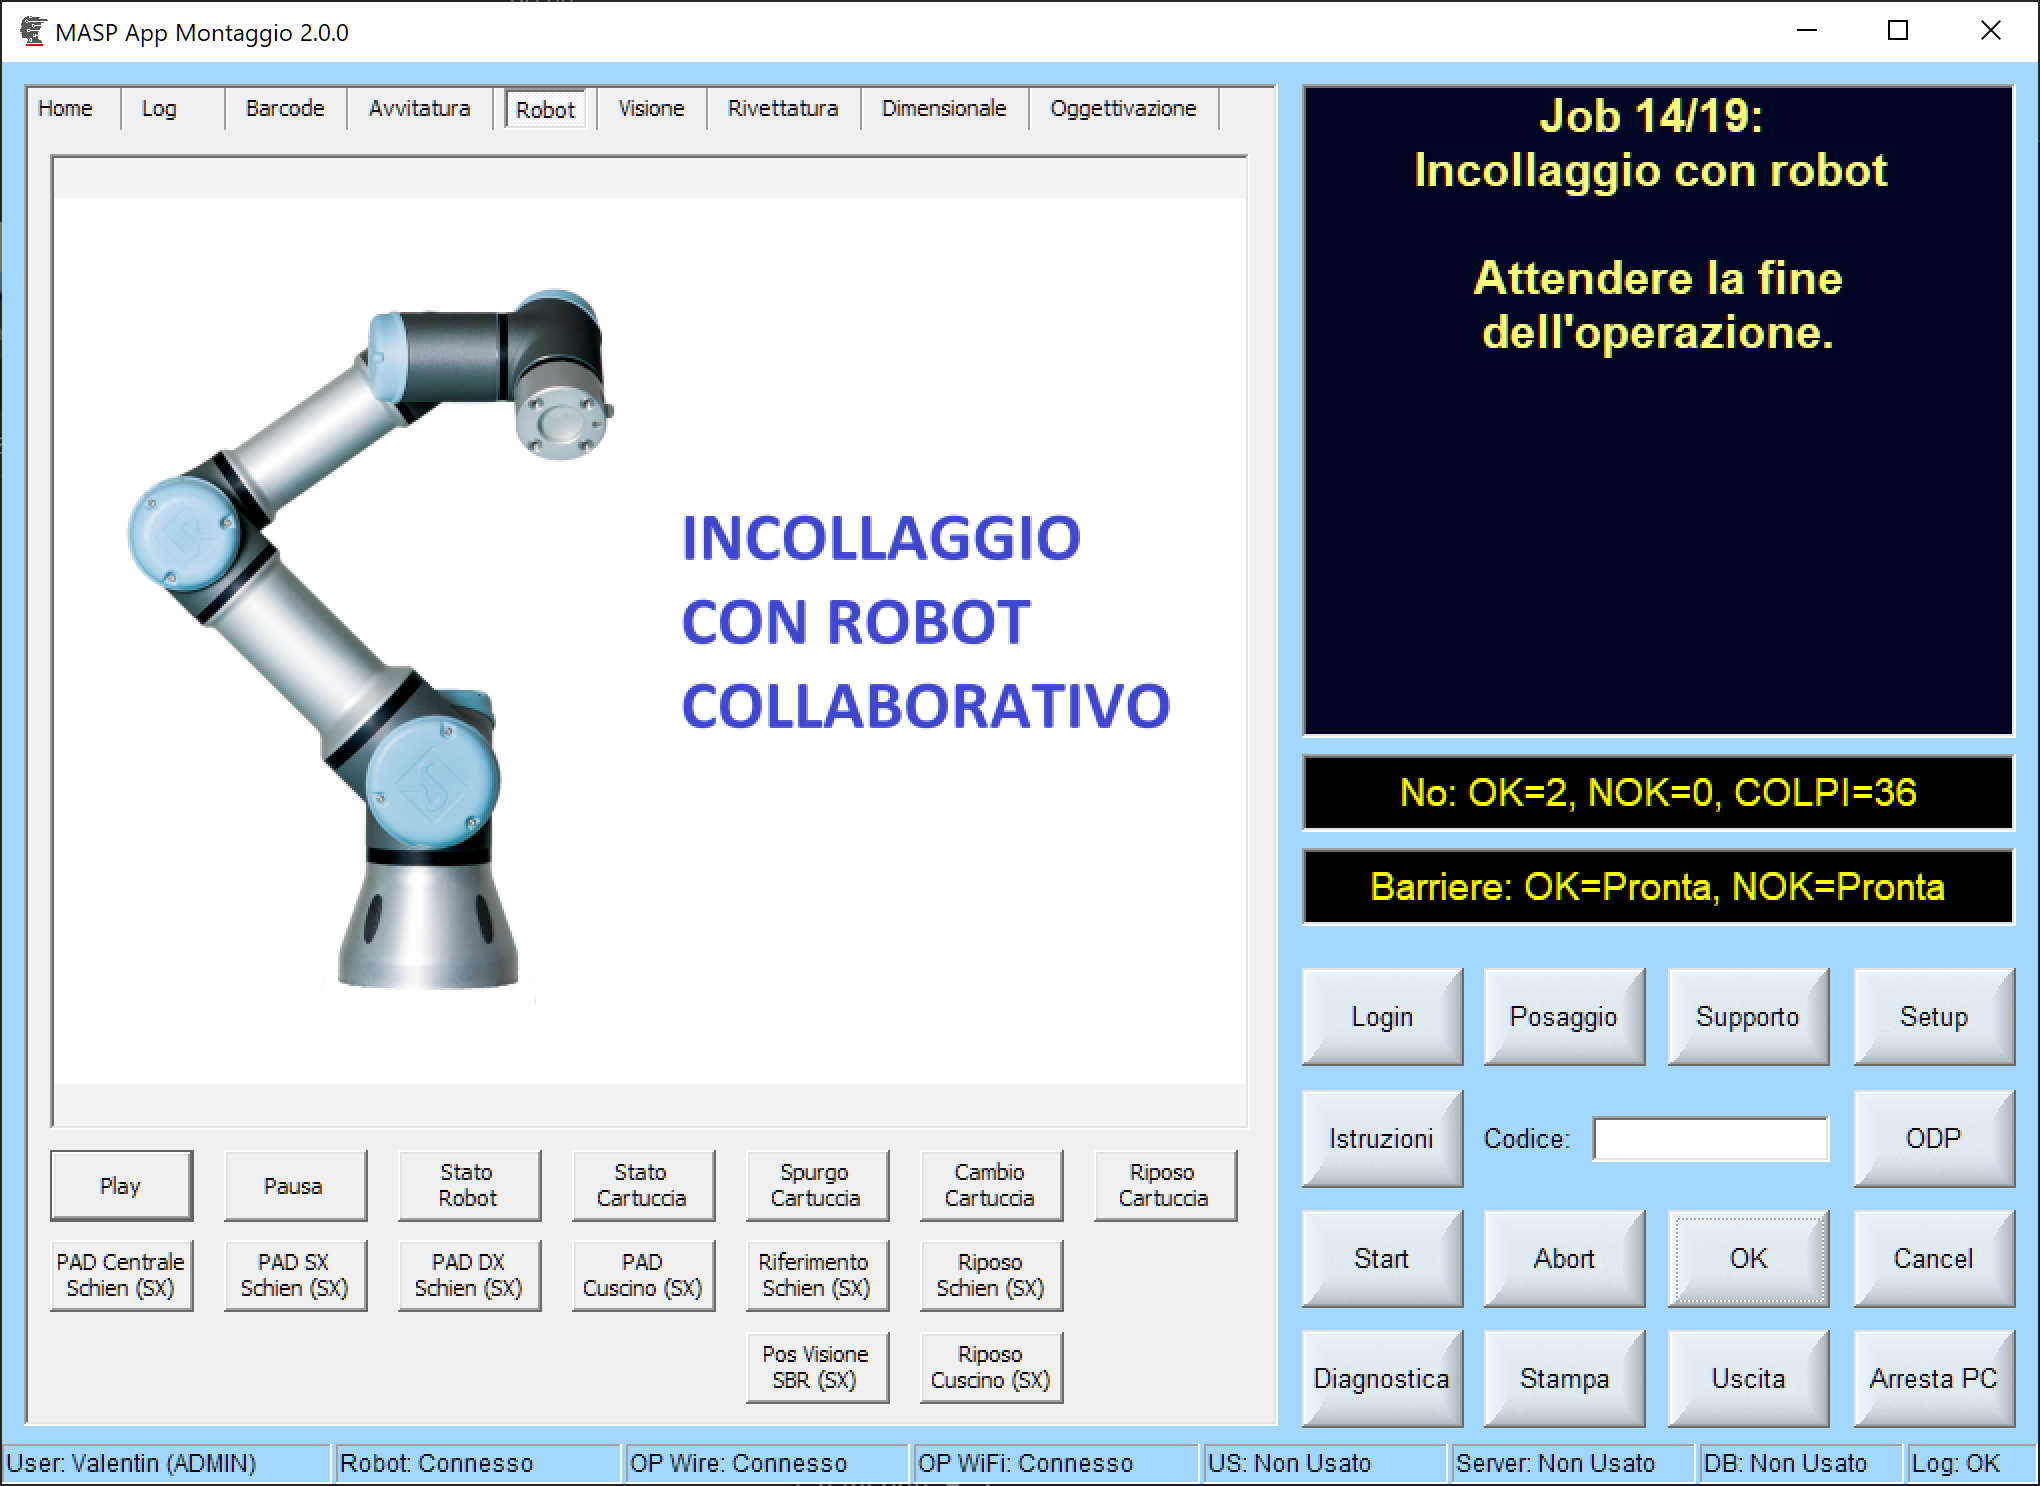 MASP App Montaggio 2.0.0
Home Log Barcode Avvitatura Robot Visione Rivettatura Dimensionale Oggettivazione
INCOLLAGGIO
CON ROBOT
COLLABORATIVO
Play
Pausa
Stato
Robot
Stato
Cartuccia
Spurgo
Cartuccia
Cambio
Cartuccia
Riposo
Cartuccia
PAD Centrale
Schien (SX)
PAD SX
Schien (SX)
PAD DX
Schien (SX)
PAD
Cuscino (SX)
Riferimento
Schien (SX)
Riposo
Schien (SX)
Pos Visione
SBR (SX)
Riposo
Cuscino (SX)
Job 14/19:
Incollaggio con robot
Attendere la fine
dell'operazione.
No: OK=2, NOK=0, COLPI=36
Barriere: OK=Pronta, NOK=Pronta
Login Posaggio Supporto Setup
Istruzioni Codice: ODP
Start Abort OK Cancel
Diagnostica Stampa Uscita Arresta PC
User: Valentin (ADMIN) Robot: Connesso OP Wire: Connesso OP WiFi: Connesso US: Non Usato Server: Non Usato DB: Non Usato Log: OK